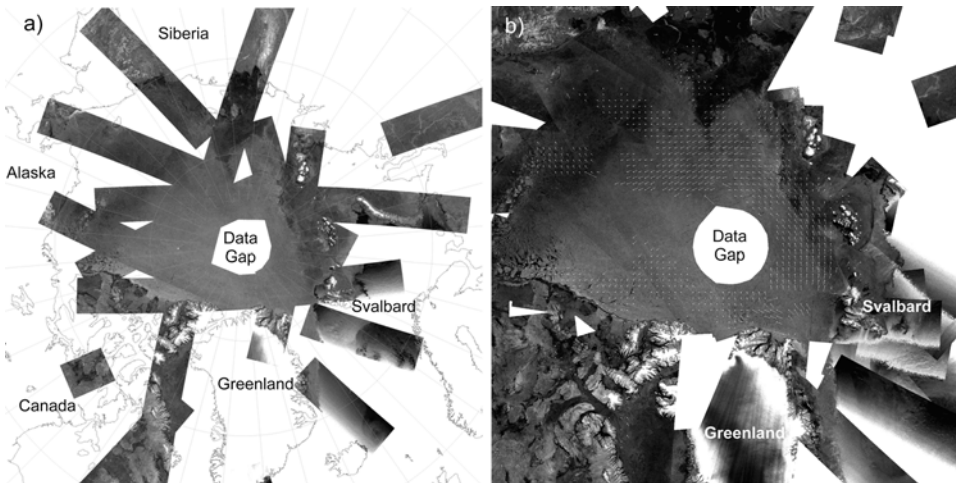 a)
Siberia
Alaska
Data
Gap
Svalbard
Greenland
Canada
b)
Data
Gap
Svalbard
Greenland